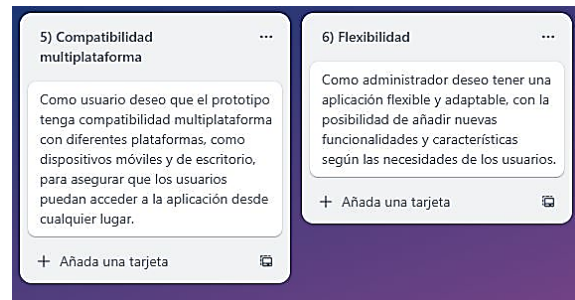 5) Compatibilidad
multiplataforma
...
Como usuario deseo que el prototipo
tenga compatibilidad multiplataforma
con diferentes plataformas, como
dispositivos móviles y de escritorio,
para asegurar que los usuarios
puedan acceder a la aplicación desde
cualquier lugar.
+ Añada una tarjeta
6) Flexibilidad
...
Como administrador deseo tener una
aplicación flexible y adaptable, con la
posibilidad de añadir nuevas
funcionalidades y características
según las necesidades de los usuarios.
+ Añada una tarjeta